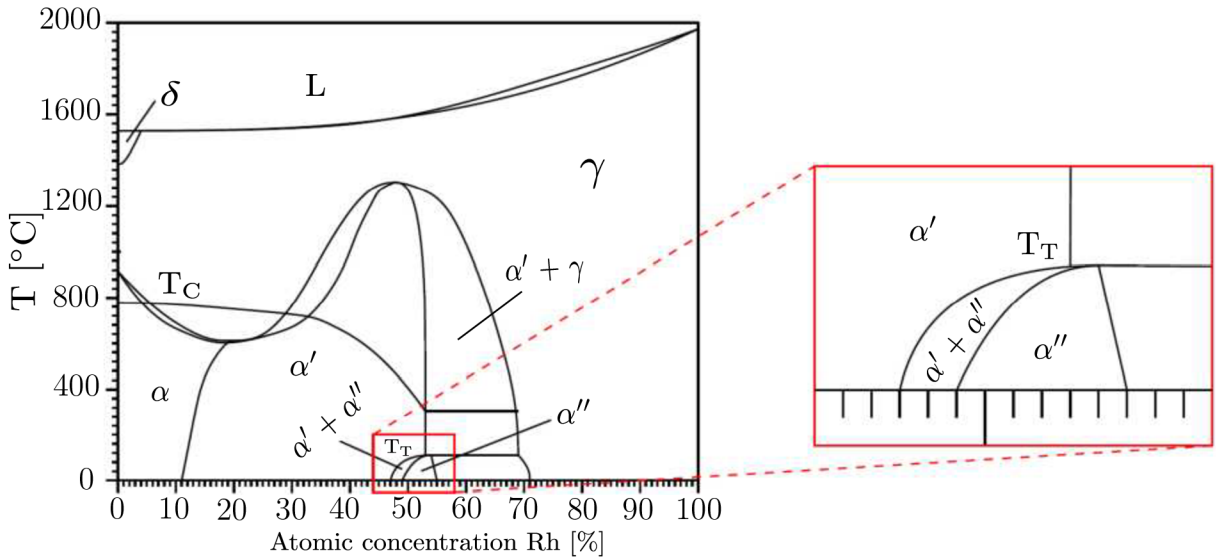 2000
1600
1200
800
400
0
T [°C]
δ
L
γ
T_C
α′ + γ
α′
α
α′ + α″
T_T
α″
0
10
20
30
40
50
60
70
80
90
100
Atomic concentration Rh [%]
α′
T_T
α′ + α″
α″